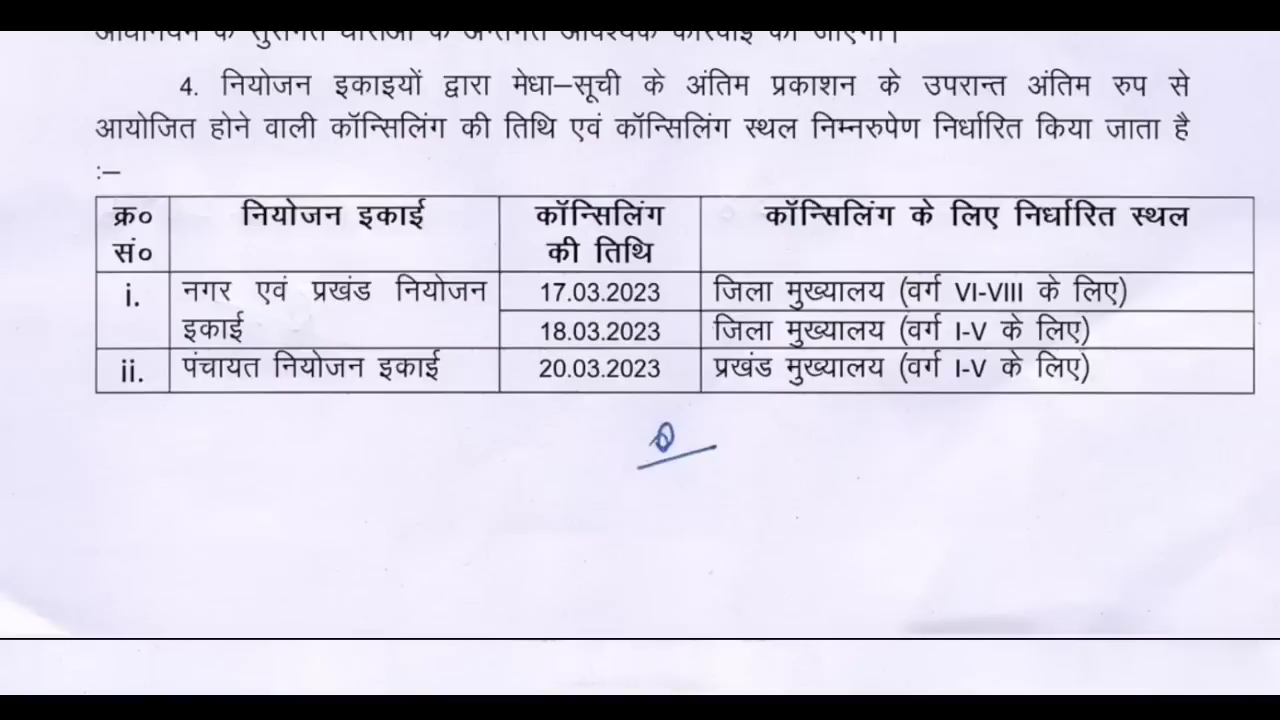 4. नियोजन इकाइयों द्वारा मेधा–सूची के अंतिम प्रकाशन के उपरान्त अंतिम रुप से
आयोजित होने वाली कॉन्सिलिंग की तिथि एवं कॉन्सिलिंग स्थल निम्नरुपेण निर्धारित किया जाता है
:–
क्र० नियोजन इकाई कॉन्सिलिंग कॉन्सिलिंग के लिए निर्धारित स्थल
सं० की तिथि
i. नगर एवं प्रखंड नियोजन 17.03.2023 जिला मुख्यालय (वर्ग VI-VIII के लिए)
इकाई 18.03.2023 जिला मुख्यालय (वर्ग I-V के लिए)
ii. पंचायत नियोजन इकाई 20.03.2023 प्रखंड मुख्यालय (वर्ग I-V के लिए)